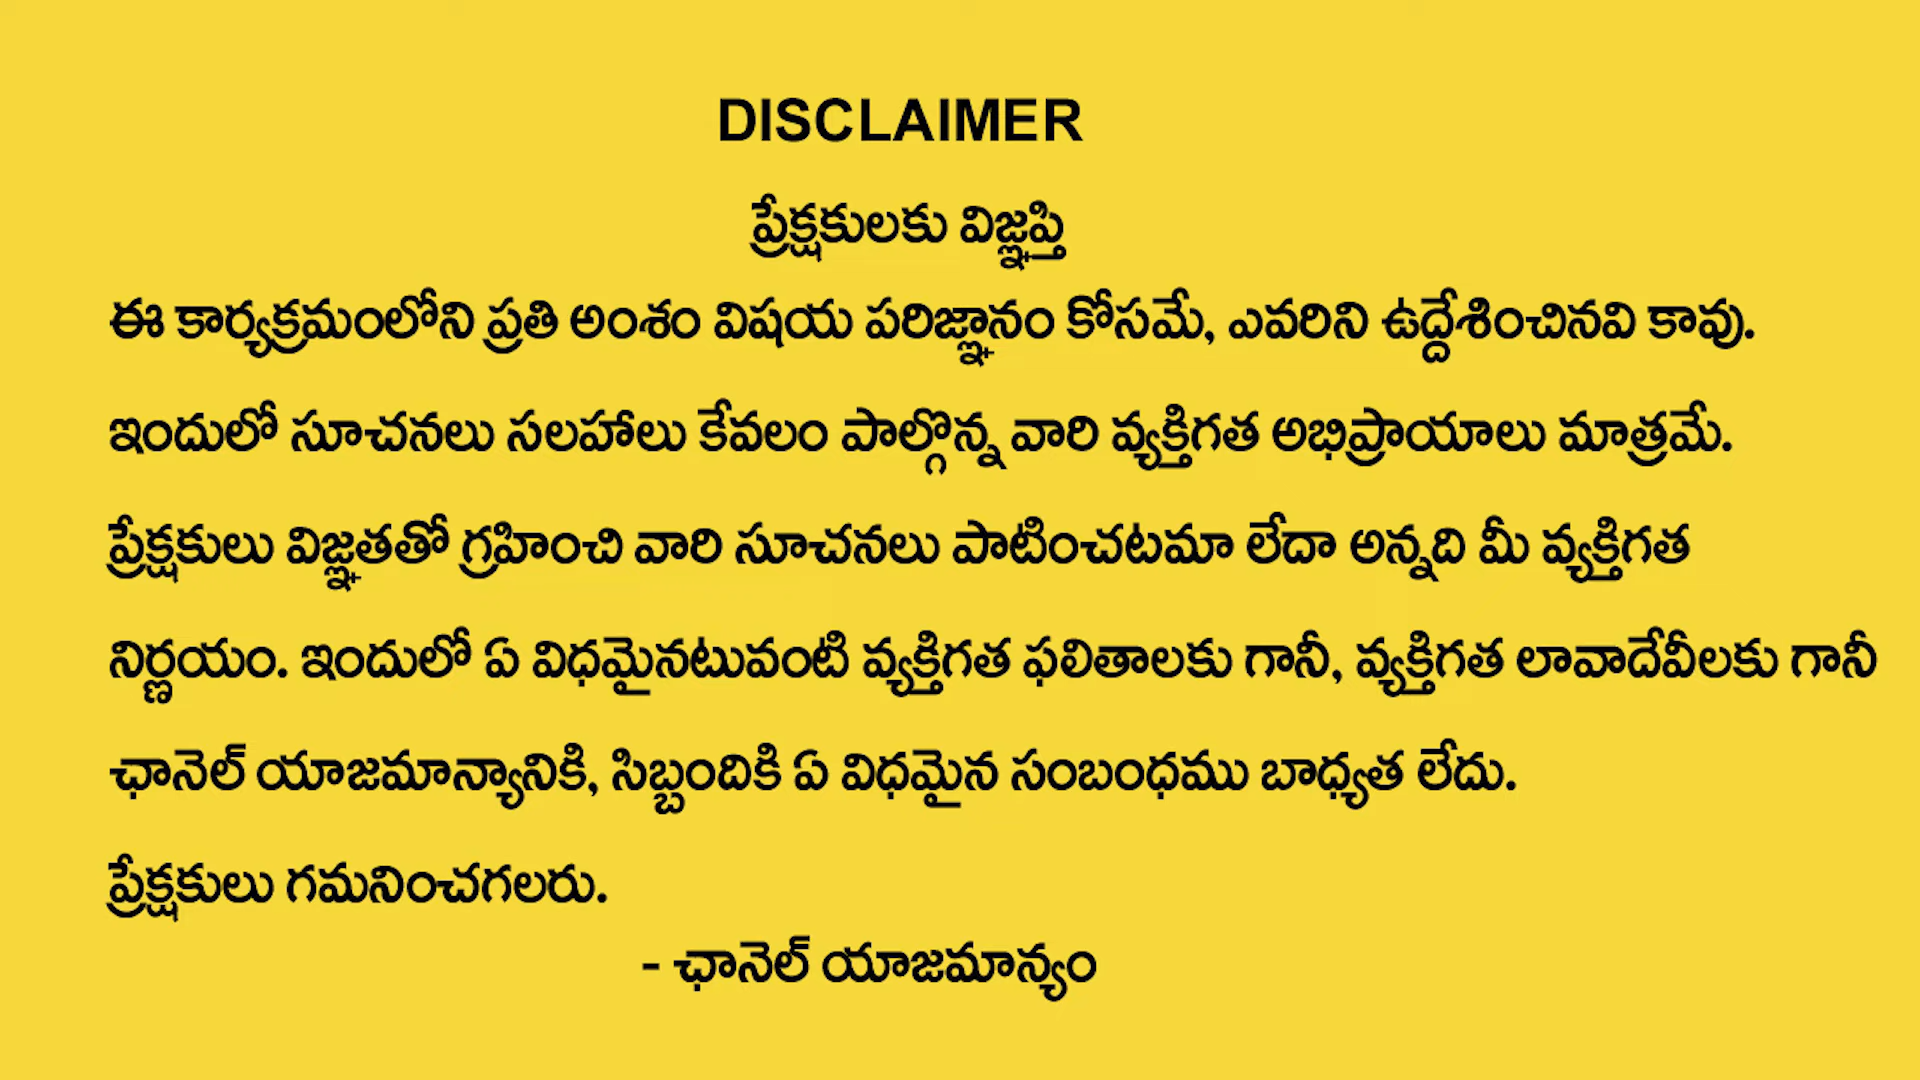 DISCLAIMER
ప్రేక్షకులకు విజ్ఞప్తి
ఈ కార్యక్రమంలోని ప్రతి అంశం విషయ పరిజ్ఞానం కోసమే, ఎవరిని ఉద్దేశించినవి కావు.
ఇందులో సూచనలు సలహాలు కేవలం పాల్గొన్న వారి వ్యక్తిగత అభిప్రాయాలు మాత్రమే.
ప్రేక్షకులు విజ్ఞతతో గ్రహించి వారి సూచనలు పాటించటమా లేదా అన్నది మీ వ్యక్తిగత
నిర్ణయం. ఇందులో ఏ విధమైనటువంటి వ్యక్తిగత ఫలితాలకు గానీ, వ్యక్తిగత లావాదేవీలకు గానీ
ఛానెల్ యాజమాన్యానికి, సిబ్బందికి ఏ విధమైన సంబంధము బాధ్యత లేదు.
ప్రేక్షకులు గమనించగలరు.
- ఛానెల్ యాజమాన్యం